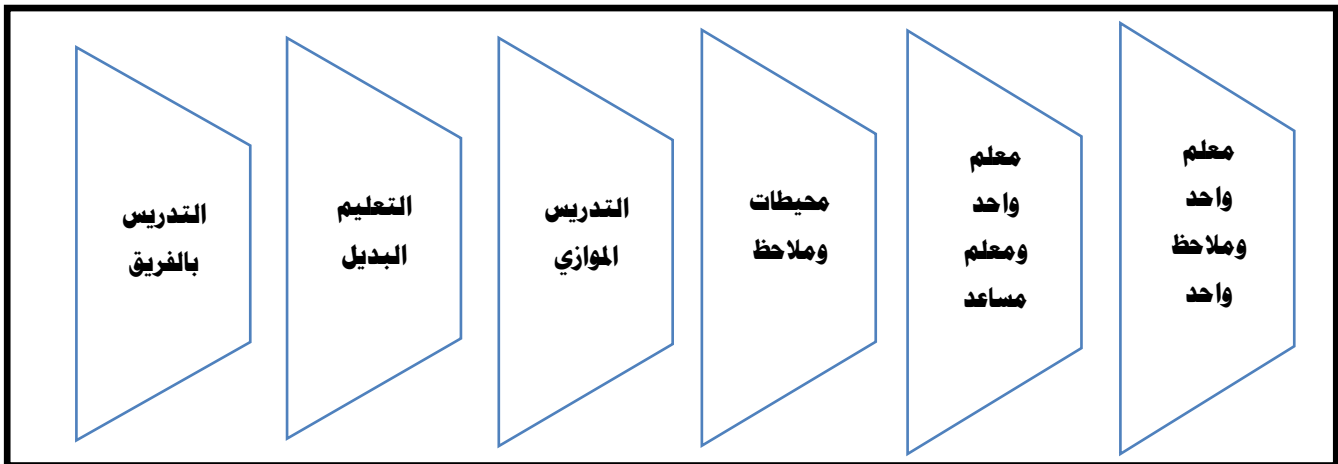 معلم
واحد
وملاحظ
واحد
معلم
واحد
ومعلم
مساعد
محيطات
وملاحظ
التدريس
الموازي
التعليم
البديل
التدريس
بالفريق